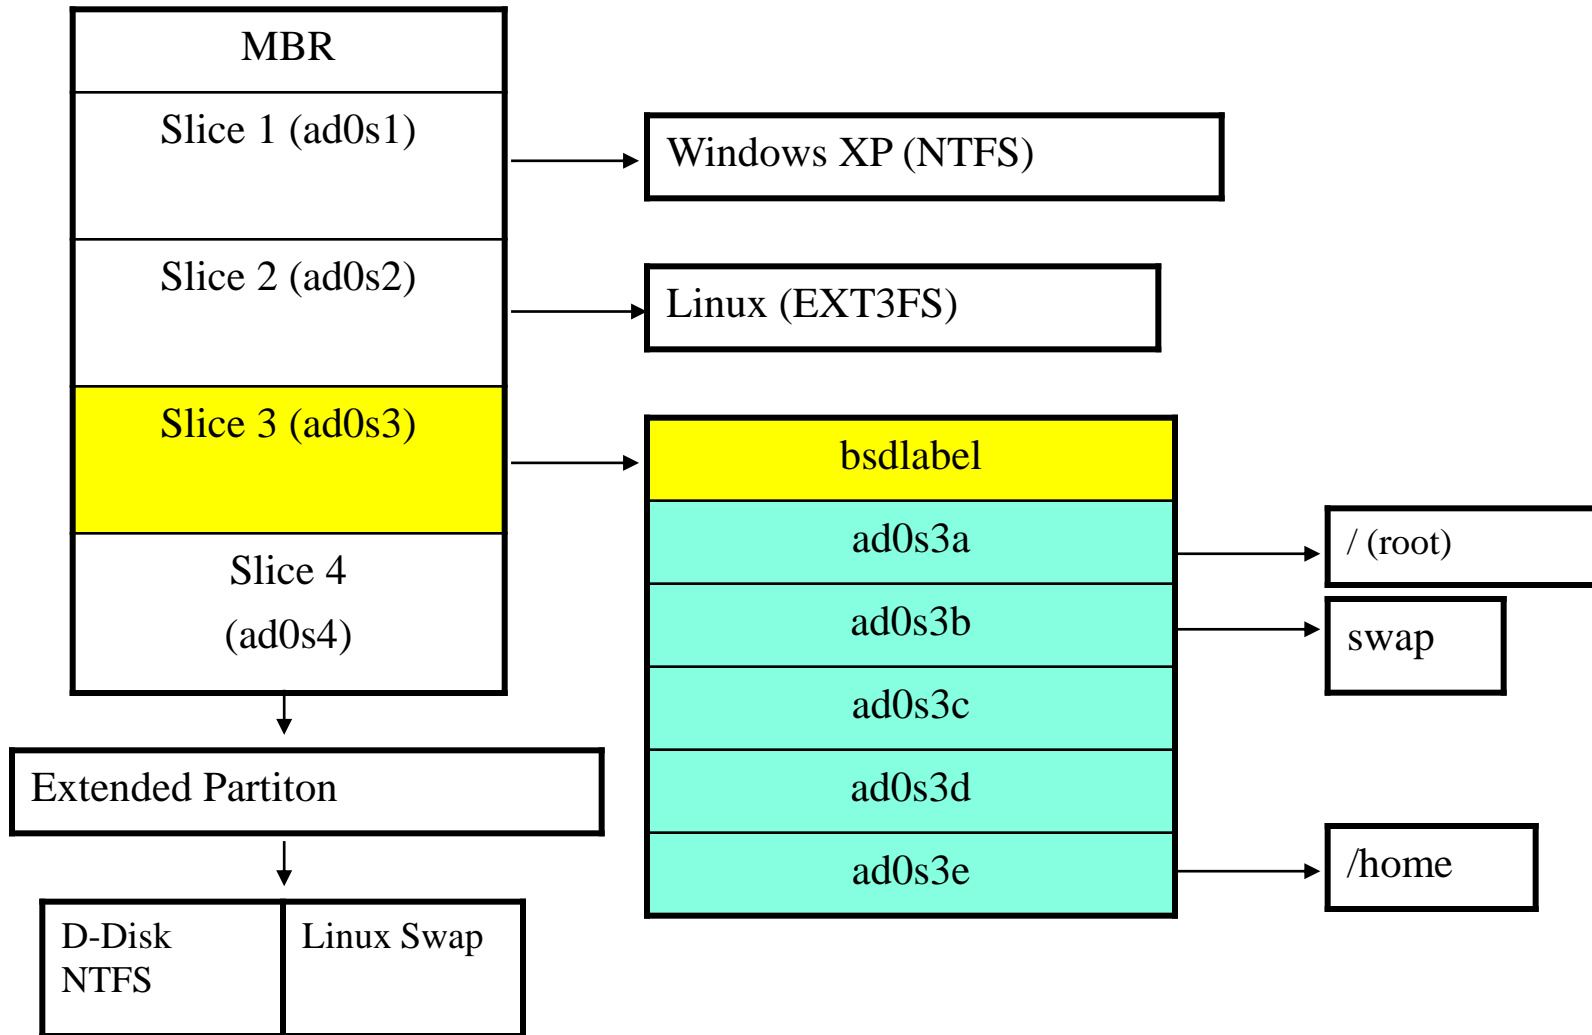 MBR
Slice 1 (ad0s1)
Windows XP (NTFS)
Slice 2 (ad0s2)
Linux (EXT3FS)
Slice 3 (ad0s3)
bsdlabel
ad0s3a
/ (root)
ad0s3b
swap
ad0s3c
ad0s3d
ad0s3e
/home
Slice 4
(ad0s4)
Extended Partiton
D-Disk
NTFS
Linux Swap